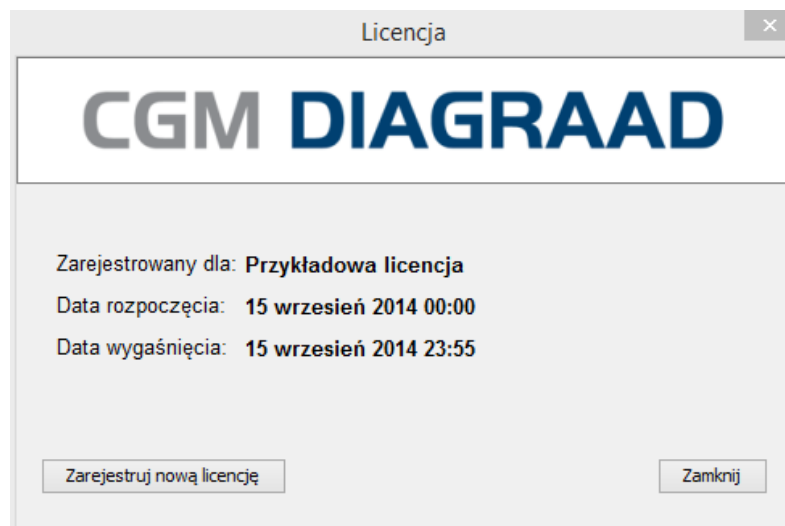 Licencja
CGM DIAGRAAD
Zarejestrowany dla: Przykładowa licencja
Data rozpoczęcia: 15 wrzesień 2014 00:00
Data wygaśnięcia: 15 wrzesień 2014 23:55
Zarejestruj nową licencję Zamknij